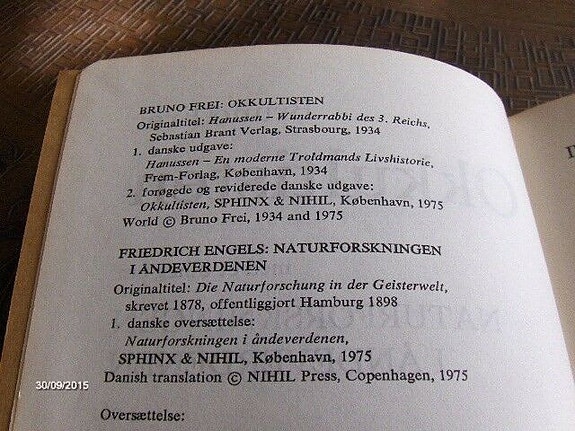 BRUNO FREI: OKKULTISTEN
Originaltitel: Hanussen – Wunderrabbi des 3. Reichs,
Sebastian Brant Verlag, Strasbourg, 1934
1. danske udgave:
Hanussen – En moderne Troldmands Livshistorie,
Frem-Forlag, København, 1934
2. forøgede og reviderede danske udgave:
Okkultisten, SPHINX & NIHIL, København, 1975
World © Bruno Frei, 1934 and 1975
FRIEDRICH ENGELS: NATURFORSKNINGEN
I ÅNDEVERDENEN
Originaltitel: Die Naturforschung in der Geisterwelt,
skrevet 1878, offentliggjort Hamburg 1898
1. danske oversættelse:
Naturforskningen i åndeverdenen,
SPHINX & NIHIL, København, 1975
Danish translation © NIHIL Press, Copenhagen, 1975
Oversættelse:
30/09/2015